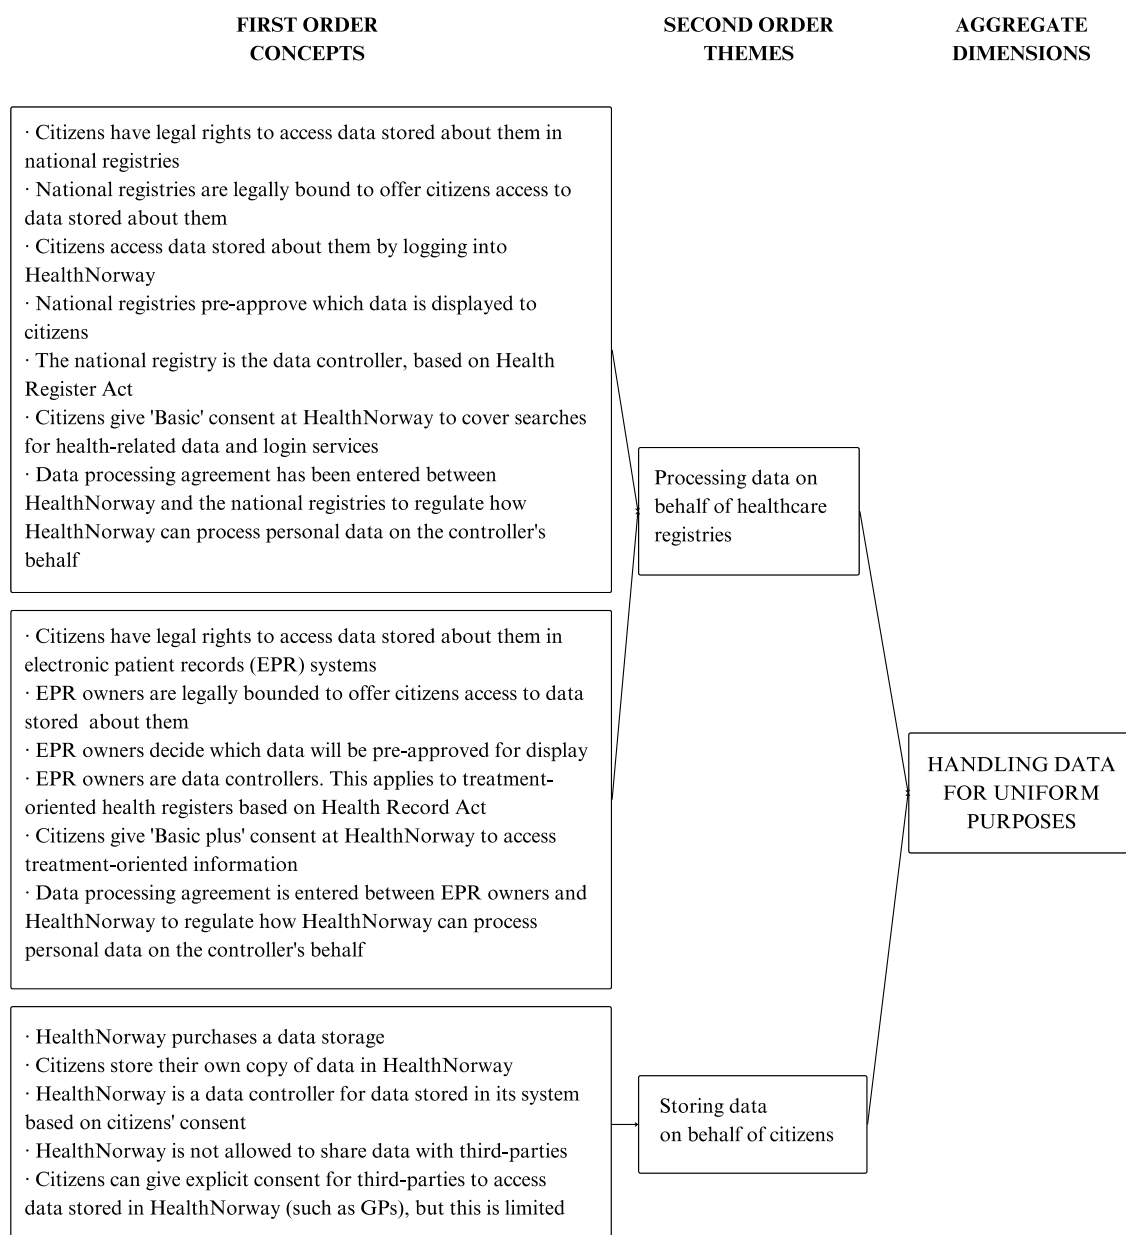 FIRST ORDER
CONCEPTS
SECOND ORDER
THEMES
AGGREGATE
DIMENSIONS
· Citizens have legal rights to access data stored about them in
national registries
· National registries are legally bound to offer citizens access to
data stored about them
· Citizens access data stored about them by logging into
HealthNorway
· National registries pre-approve which data is displayed to
citizens
· The national registry is the data controller, based on Health
Register Act
· Citizens give 'Basic' consent at HealthNorway to cover searches
for health-related data and login services
· Data processing agreement has been entered between
HealthNorway and the national registries to regulate how
HealthNorway can process personal data on the controller's
behalf
· Citizens have legal rights to access data stored about them in
electronic patient records (EPR) systems
· EPR owners are legally bounded to offer citizens access to data
stored about them
· EPR owners decide which data will be pre-approved for display
· EPR owners are data controllers. This applies to treatment-
oriented health registers based on Health Record Act
· Citizens give 'Basic plus' consent at HealthNorway to access
treatment-oriented information
· Data processing agreement is entered between EPR owners and
HealthNorway to regulate how HealthNorway can process
personal data on the controller's behalf
· HealthNorway purchases a data storage
· Citizens store their own copy of data in HealthNorway
· HealthNorway is a data controller for data stored in its system
based on citizens' consent
· HealthNorway is not allowed to share data with third-parties
· Citizens can give explicit consent for third-parties to access
data stored in HealthNorway (such as GPs), but this is limited
Processing data on
behalf of healthcare
registries
Storing data
on behalf of citizens
HANDLING DATA
FOR UNIFORM
PURPOSES